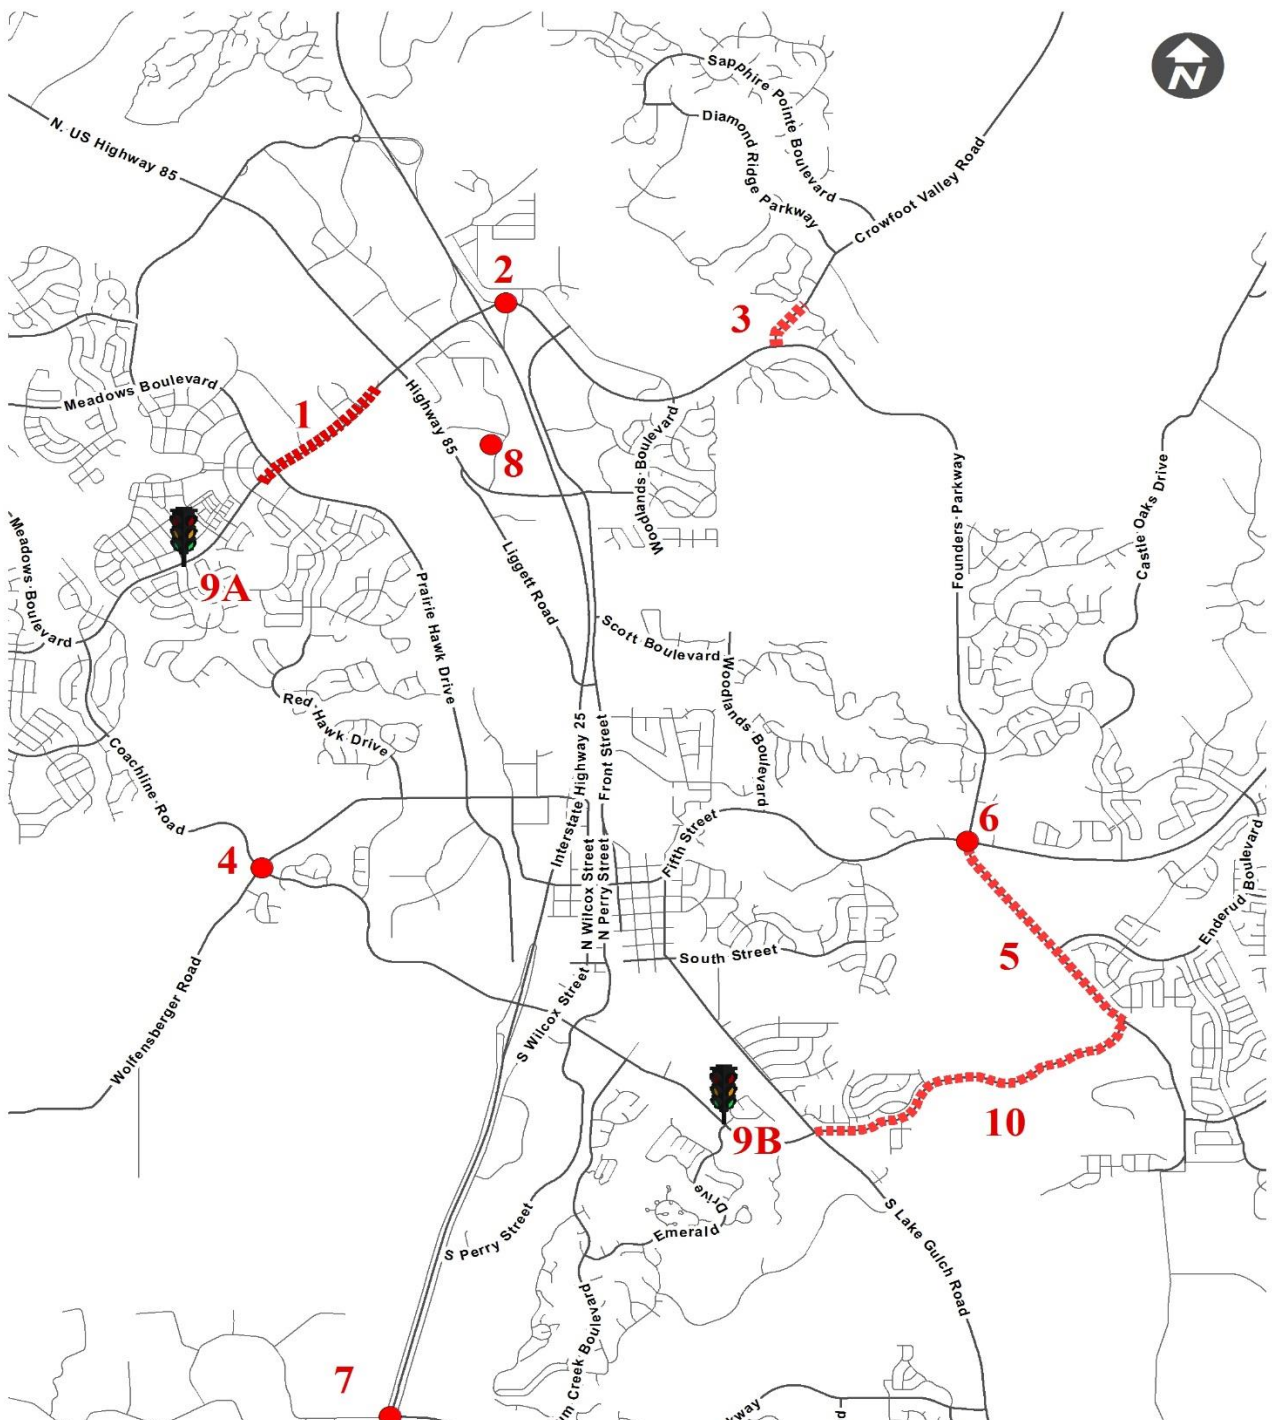 N
Sapphire Pointe Boulevard
Diamond Ridge Parkway
N. US Highway 85
Crowfoot Valley Road
2
3
Meadows Boulevard
1
Highway 85
8
Woodlands Boulevard
Founders Parkway
Castle Oaks Drive
Meadows Boulevard
9A
Liggett Road
Prairie Hawk Drive
Scott Boulevard
Woodlands Boulevard
Red Hawk Drive
Interstate Highway 25
Front Street
Coachline Road
Fifth Street
6
4
N Wilcox Street
N Perry Street
Enderud Boulevard
South Street
5
Wolfensberger Road
S Wilcox Street
9B
10
Emerald Drive
S Perry Street
S Lake Gulch Road
um Creek Boulevard
7
kway